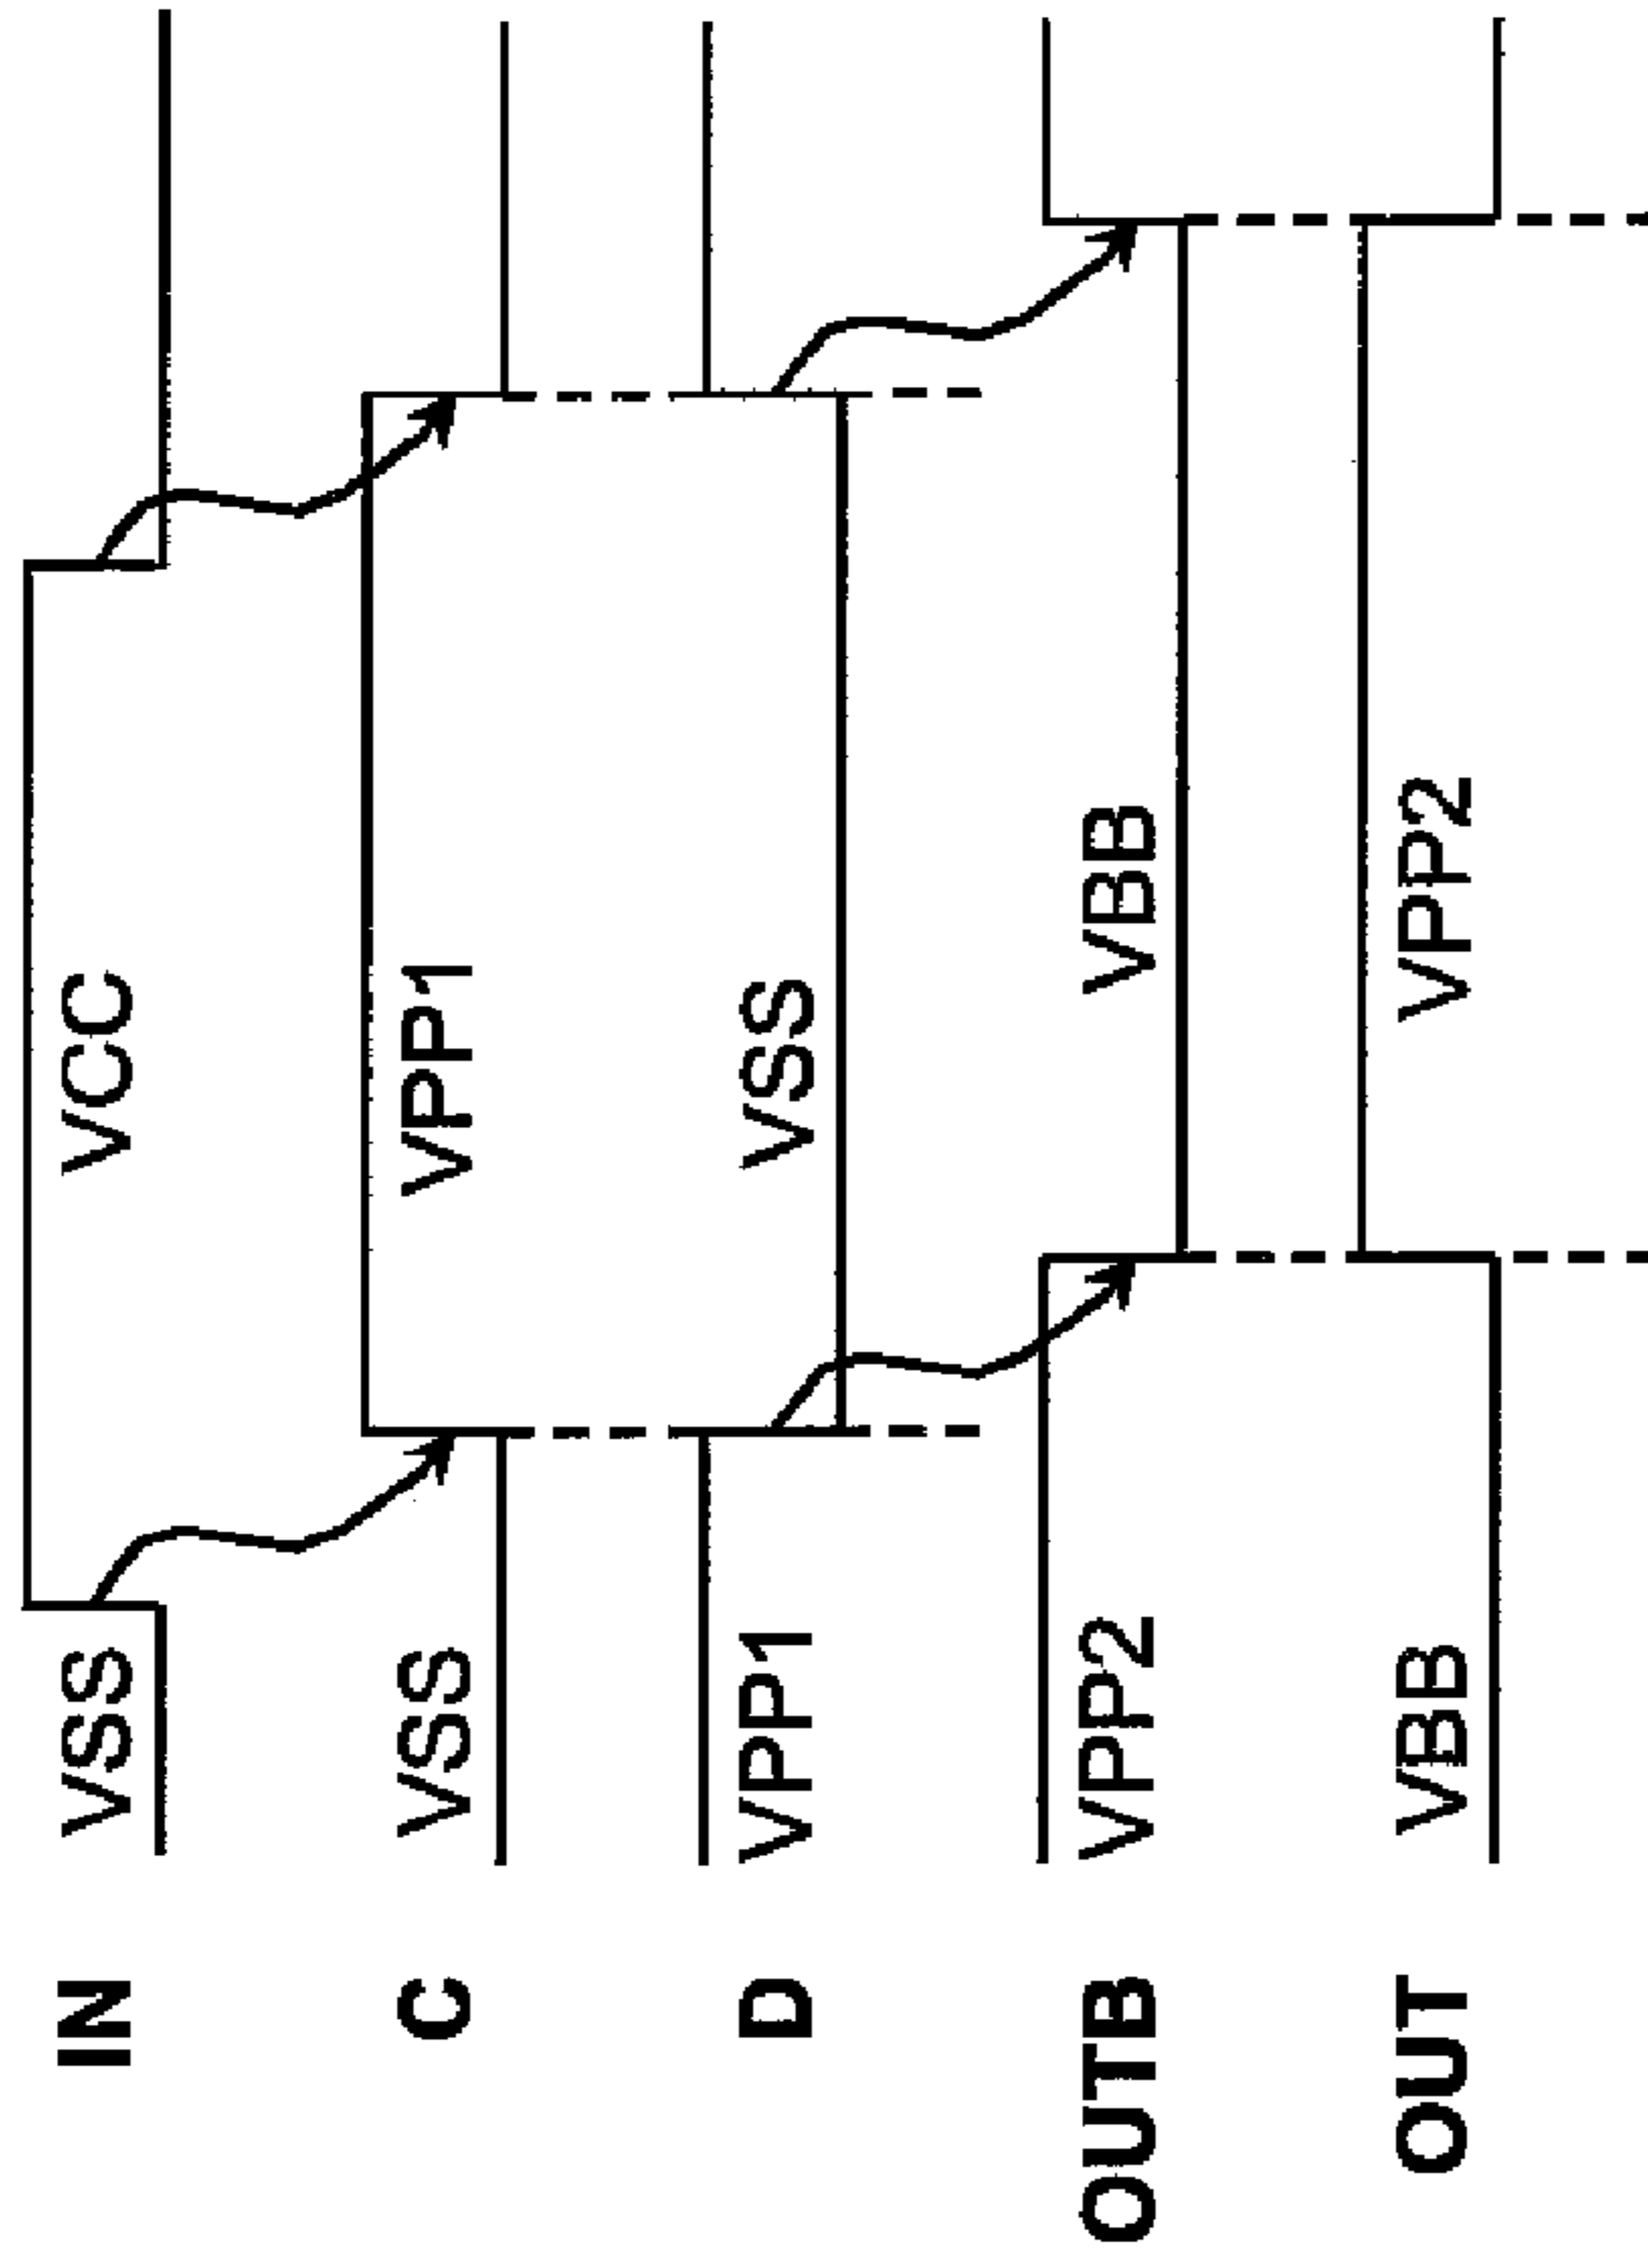 IN VSS VCC
C VSS VPP1
D VPP1 VSS
OUTB VPP2 VBB
OUT VBB VPP2